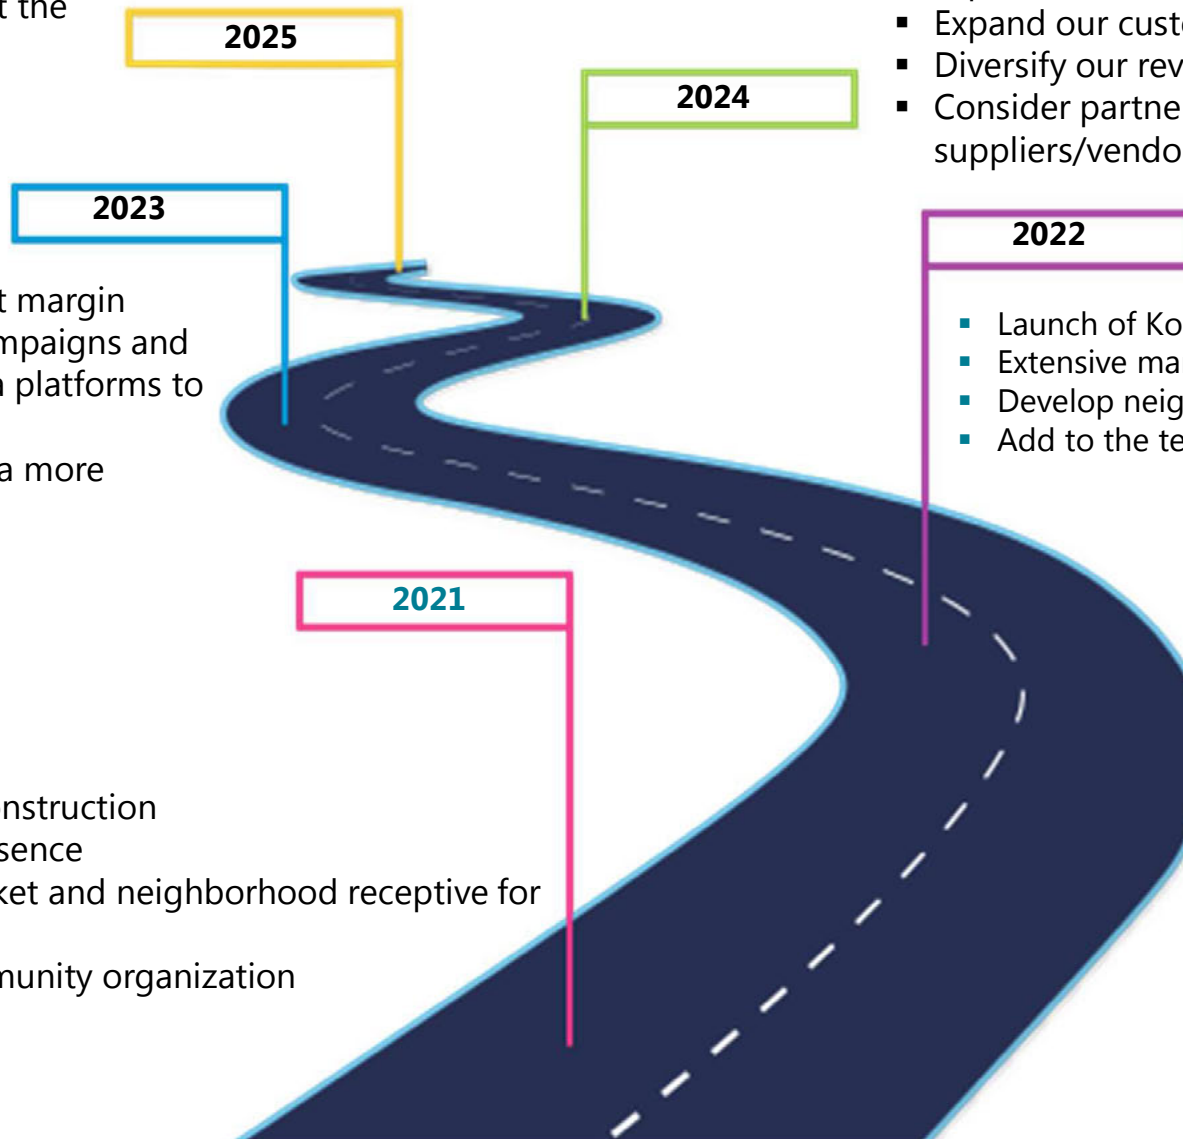 t the
2025
Expand our cust
Diversify our rev
2024
Consider partne
suppliers/vendo
2023
2022
t margin
mpaigns and
platforms to
a more
Launch of Ko
Extensive ma
Develop neig
Add to the te
2021
nstruction
sence
ket and neighborhood receptive for
munity organization